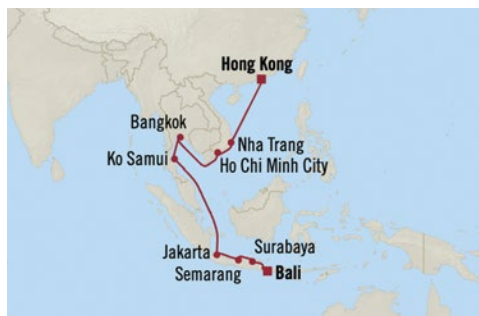 Hong Kong
Bangkok
Nha Trang
Ko Samui
Ho Chi Minh City
Jakarta
Surabaya
Semarang
Bali